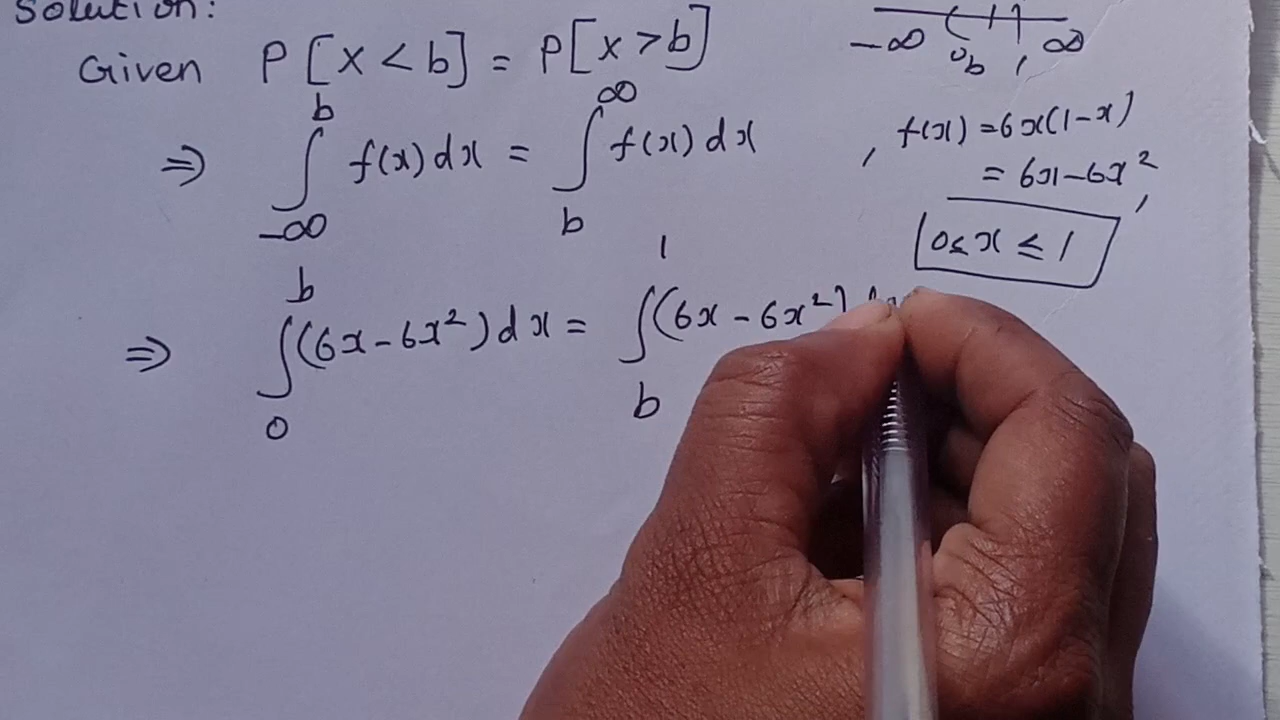 Solution:
Given P[X < b] = P[X > b]
-∞ 0 b 1 ∞
⇒ ∫_{-∞}^{b} f(x) dx = ∫_{b}^{∞} f(x) dx , f(x) = 6x(1-x)
= 6x - 6x² ,
0 ≤ x ≤ 1
⇒ ∫_{0}^{b} (6x - 6x²) dx = ∫_{b}^{1} (6x - 6x²)